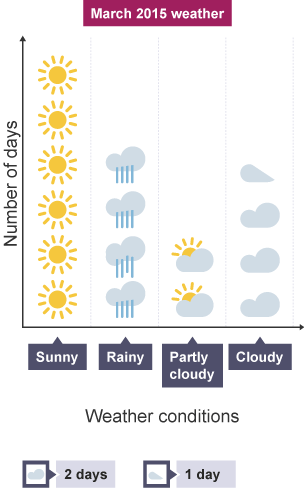 March 2015 weather
Number of days
Sunny
Rainy
Partly
cloudy
Cloudy
Weather conditions
2 days
1 day